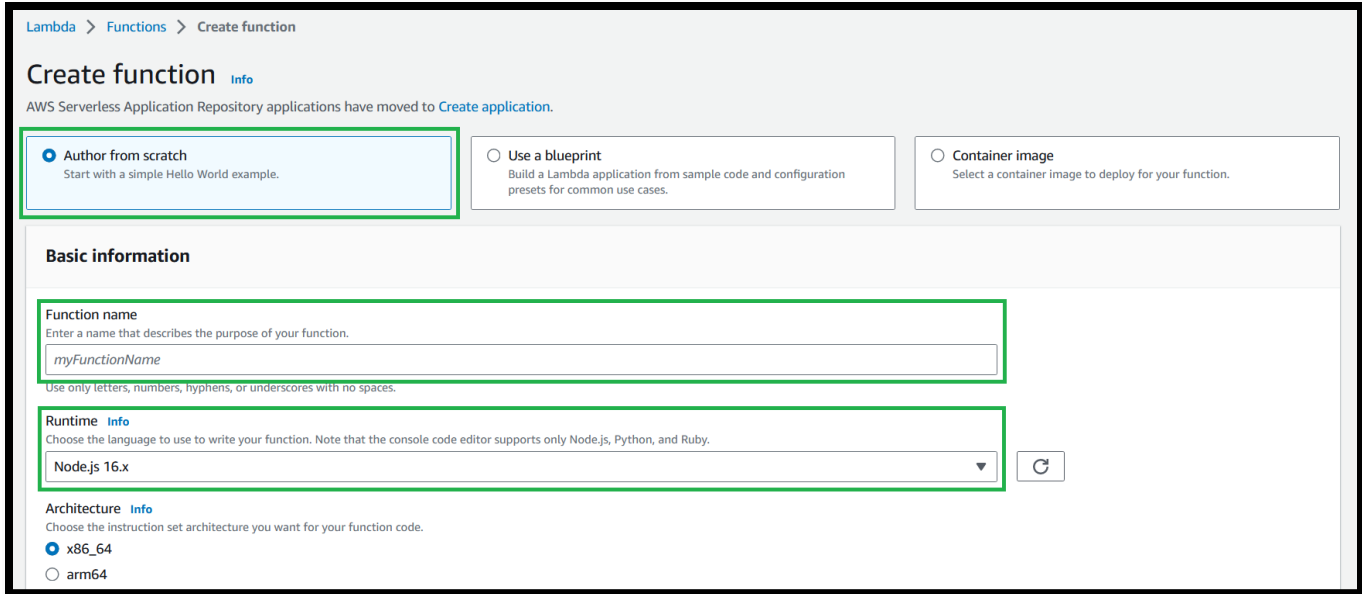 Lambda > Functions > Create function
Create function Info
AWS Serverless Application Repository applications have moved to Create application.
Author from scratch
Start with a simple Hello World example.
Use a blueprint
Build a Lambda application from sample code and configuration
presets for common use cases.
Container image
Select a container image to deploy for your function.
Basic information
Function name
Enter a name that describes the purpose of your function.
myFunctionName
Use only letters, numbers, hyphens, or underscores with no spaces.
Runtime Info
Choose the language to use to write your function. Note that the console code editor supports only Node.js, Python, and Ruby.
Node.js 16.x
Architecture Info
Choose the instruction set architecture you want for your function code.
x86_64
arm64